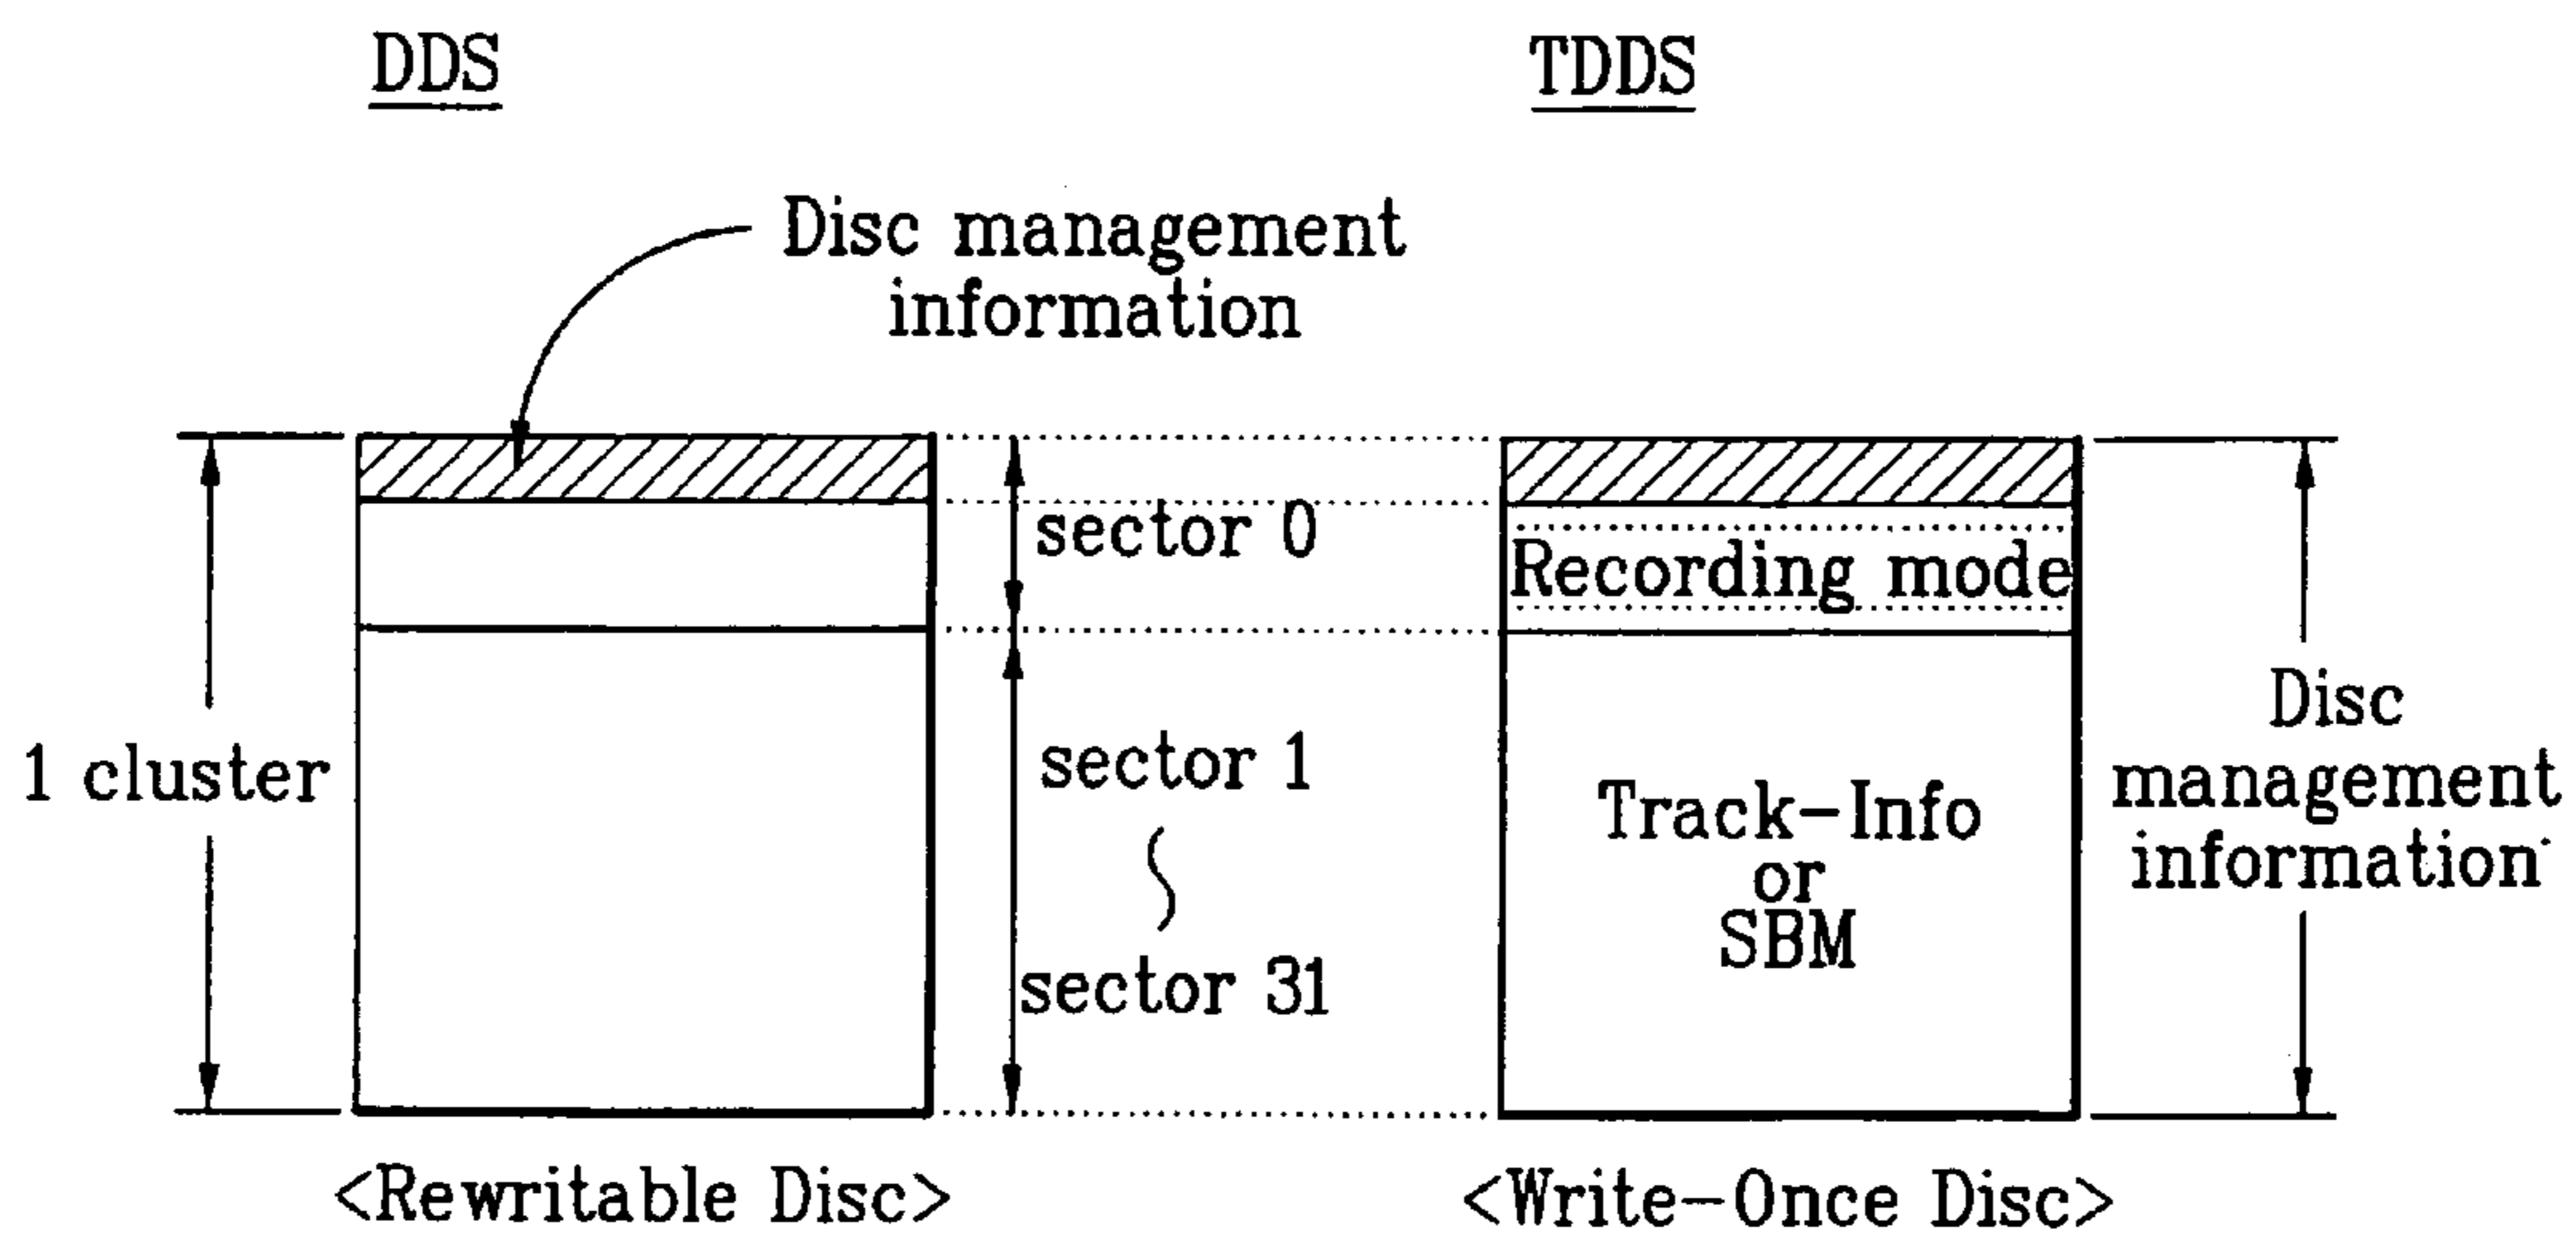 DDS
TDDS
Disc management
information
1 cluster
sector 0
sector 1
sector 31
Recording mode
Track-Info
or
SBM
Disc
management
information
<Rewritable Disc>
<Write-Once Disc>